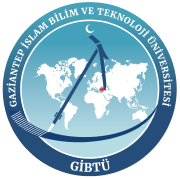 GAZİANTEP İSLAM BİLİM VE TEKNOLOJİ ÜNİVERSİTESİ
GİBTÜ